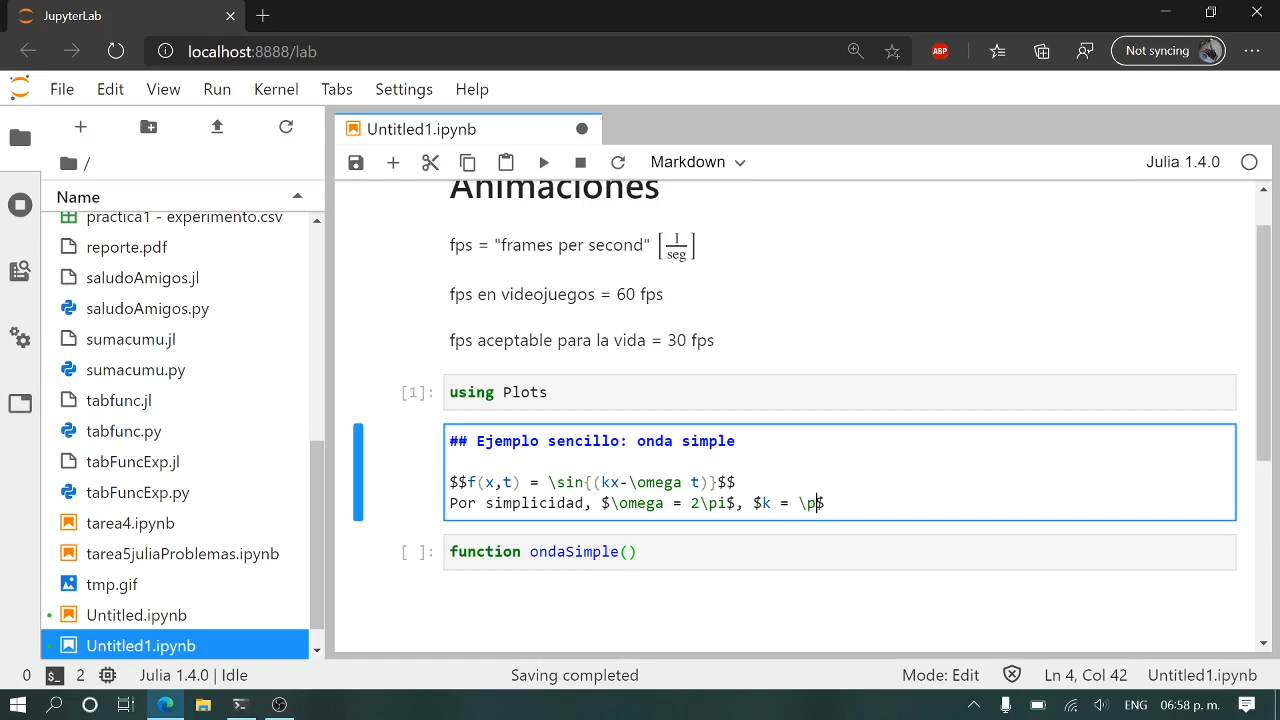 JupyterLab
localhost:8888/lab
ABP
Not syncing
File Edit View Run Kernel Tabs Settings Help
Untitled1.ipynb
/
Markdown
Julia 1.4.0
Name
practica1 - experimento.csv
reporte.pdf
saludoAmigos.jl
saludoAmigos.py
sumacumu.jl
sumacumu.py
tabfunc.jl
tabfunc.py
tabFuncExp.jl
tabFuncExp.py
tarea4.ipynb
tarea5juliaProblemas.ipynb
tmp.gif
Untitled.ipynb
Untitled1.ipynb
Animaciones
fps = "frames per second" [1/seg]
fps en videojuegos = 60 fps
fps aceptable para la vida = 30 fps
[1]: using Plots
## Ejemplo sencillo: onda simple
$$f(x,t) = \sin{(kx-\omega t)}$$
Por simplicidad, $\omega = 2\pi$, $k = \p$
[ ]: function ondaSimple()
0 $_ 2 Julia 1.4.0 | Idle Saving completed Mode: Edit Ln 4, Col 42 Untitled1.ipynb
ENG 06:58 p. m.